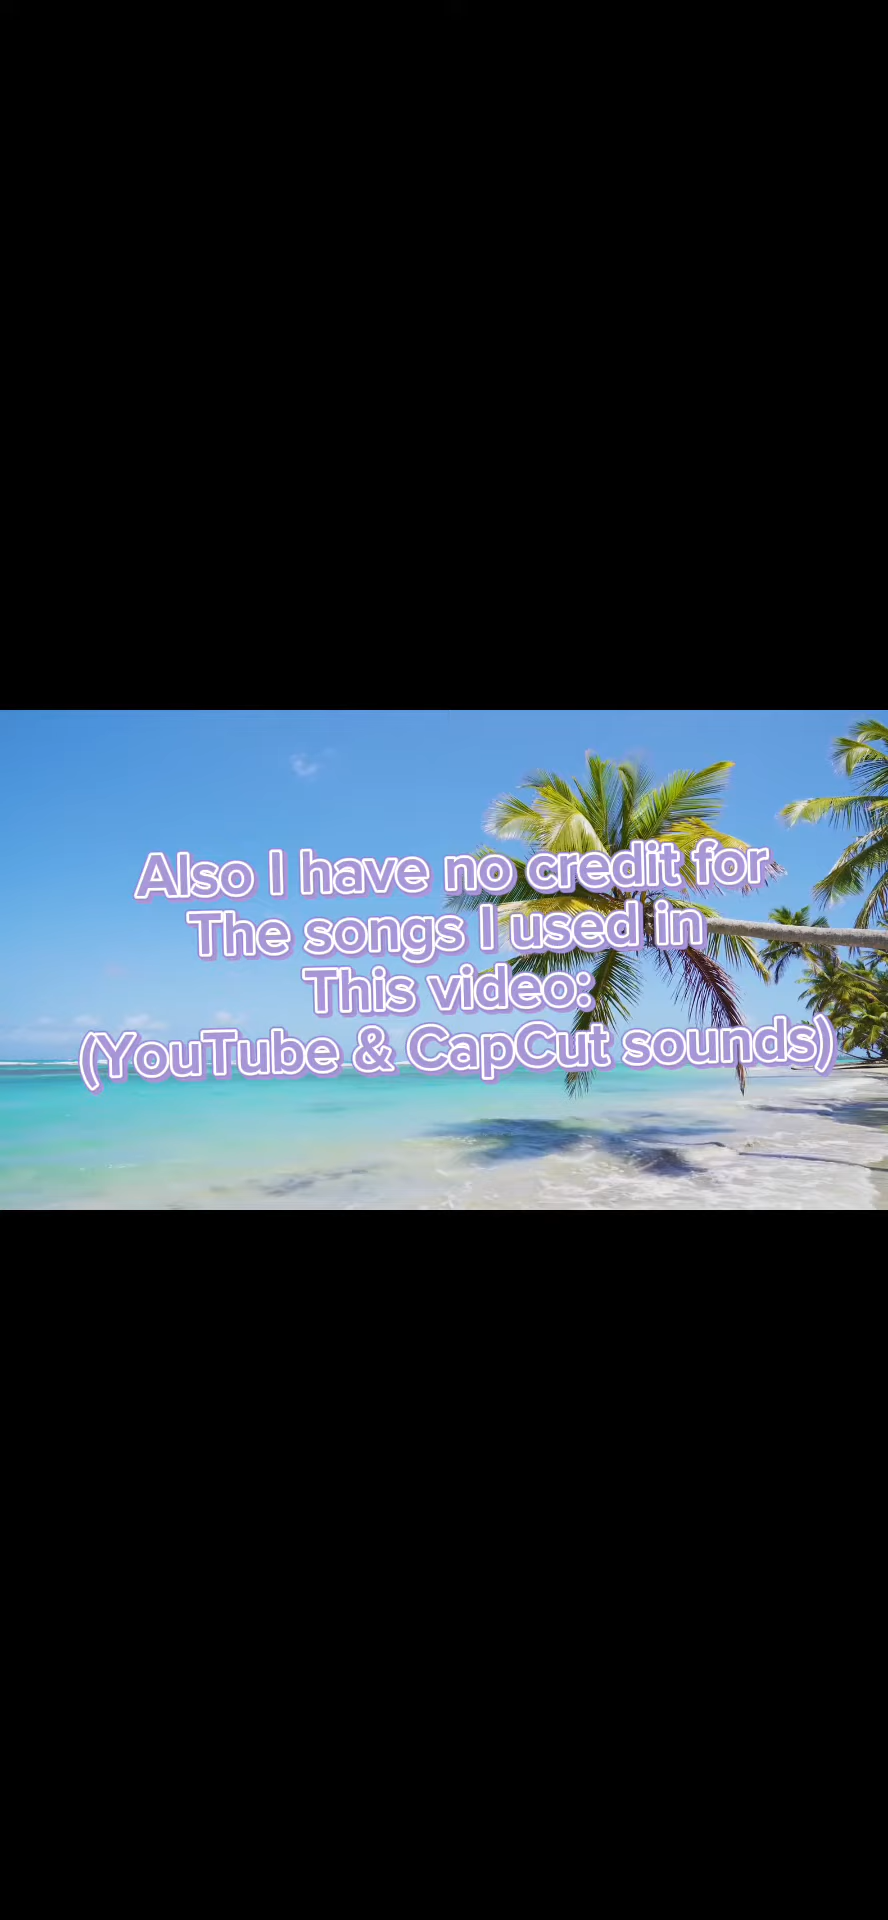 Also I have no credit for
The songs I used in
This video:
(YouTube & CapCut sounds)